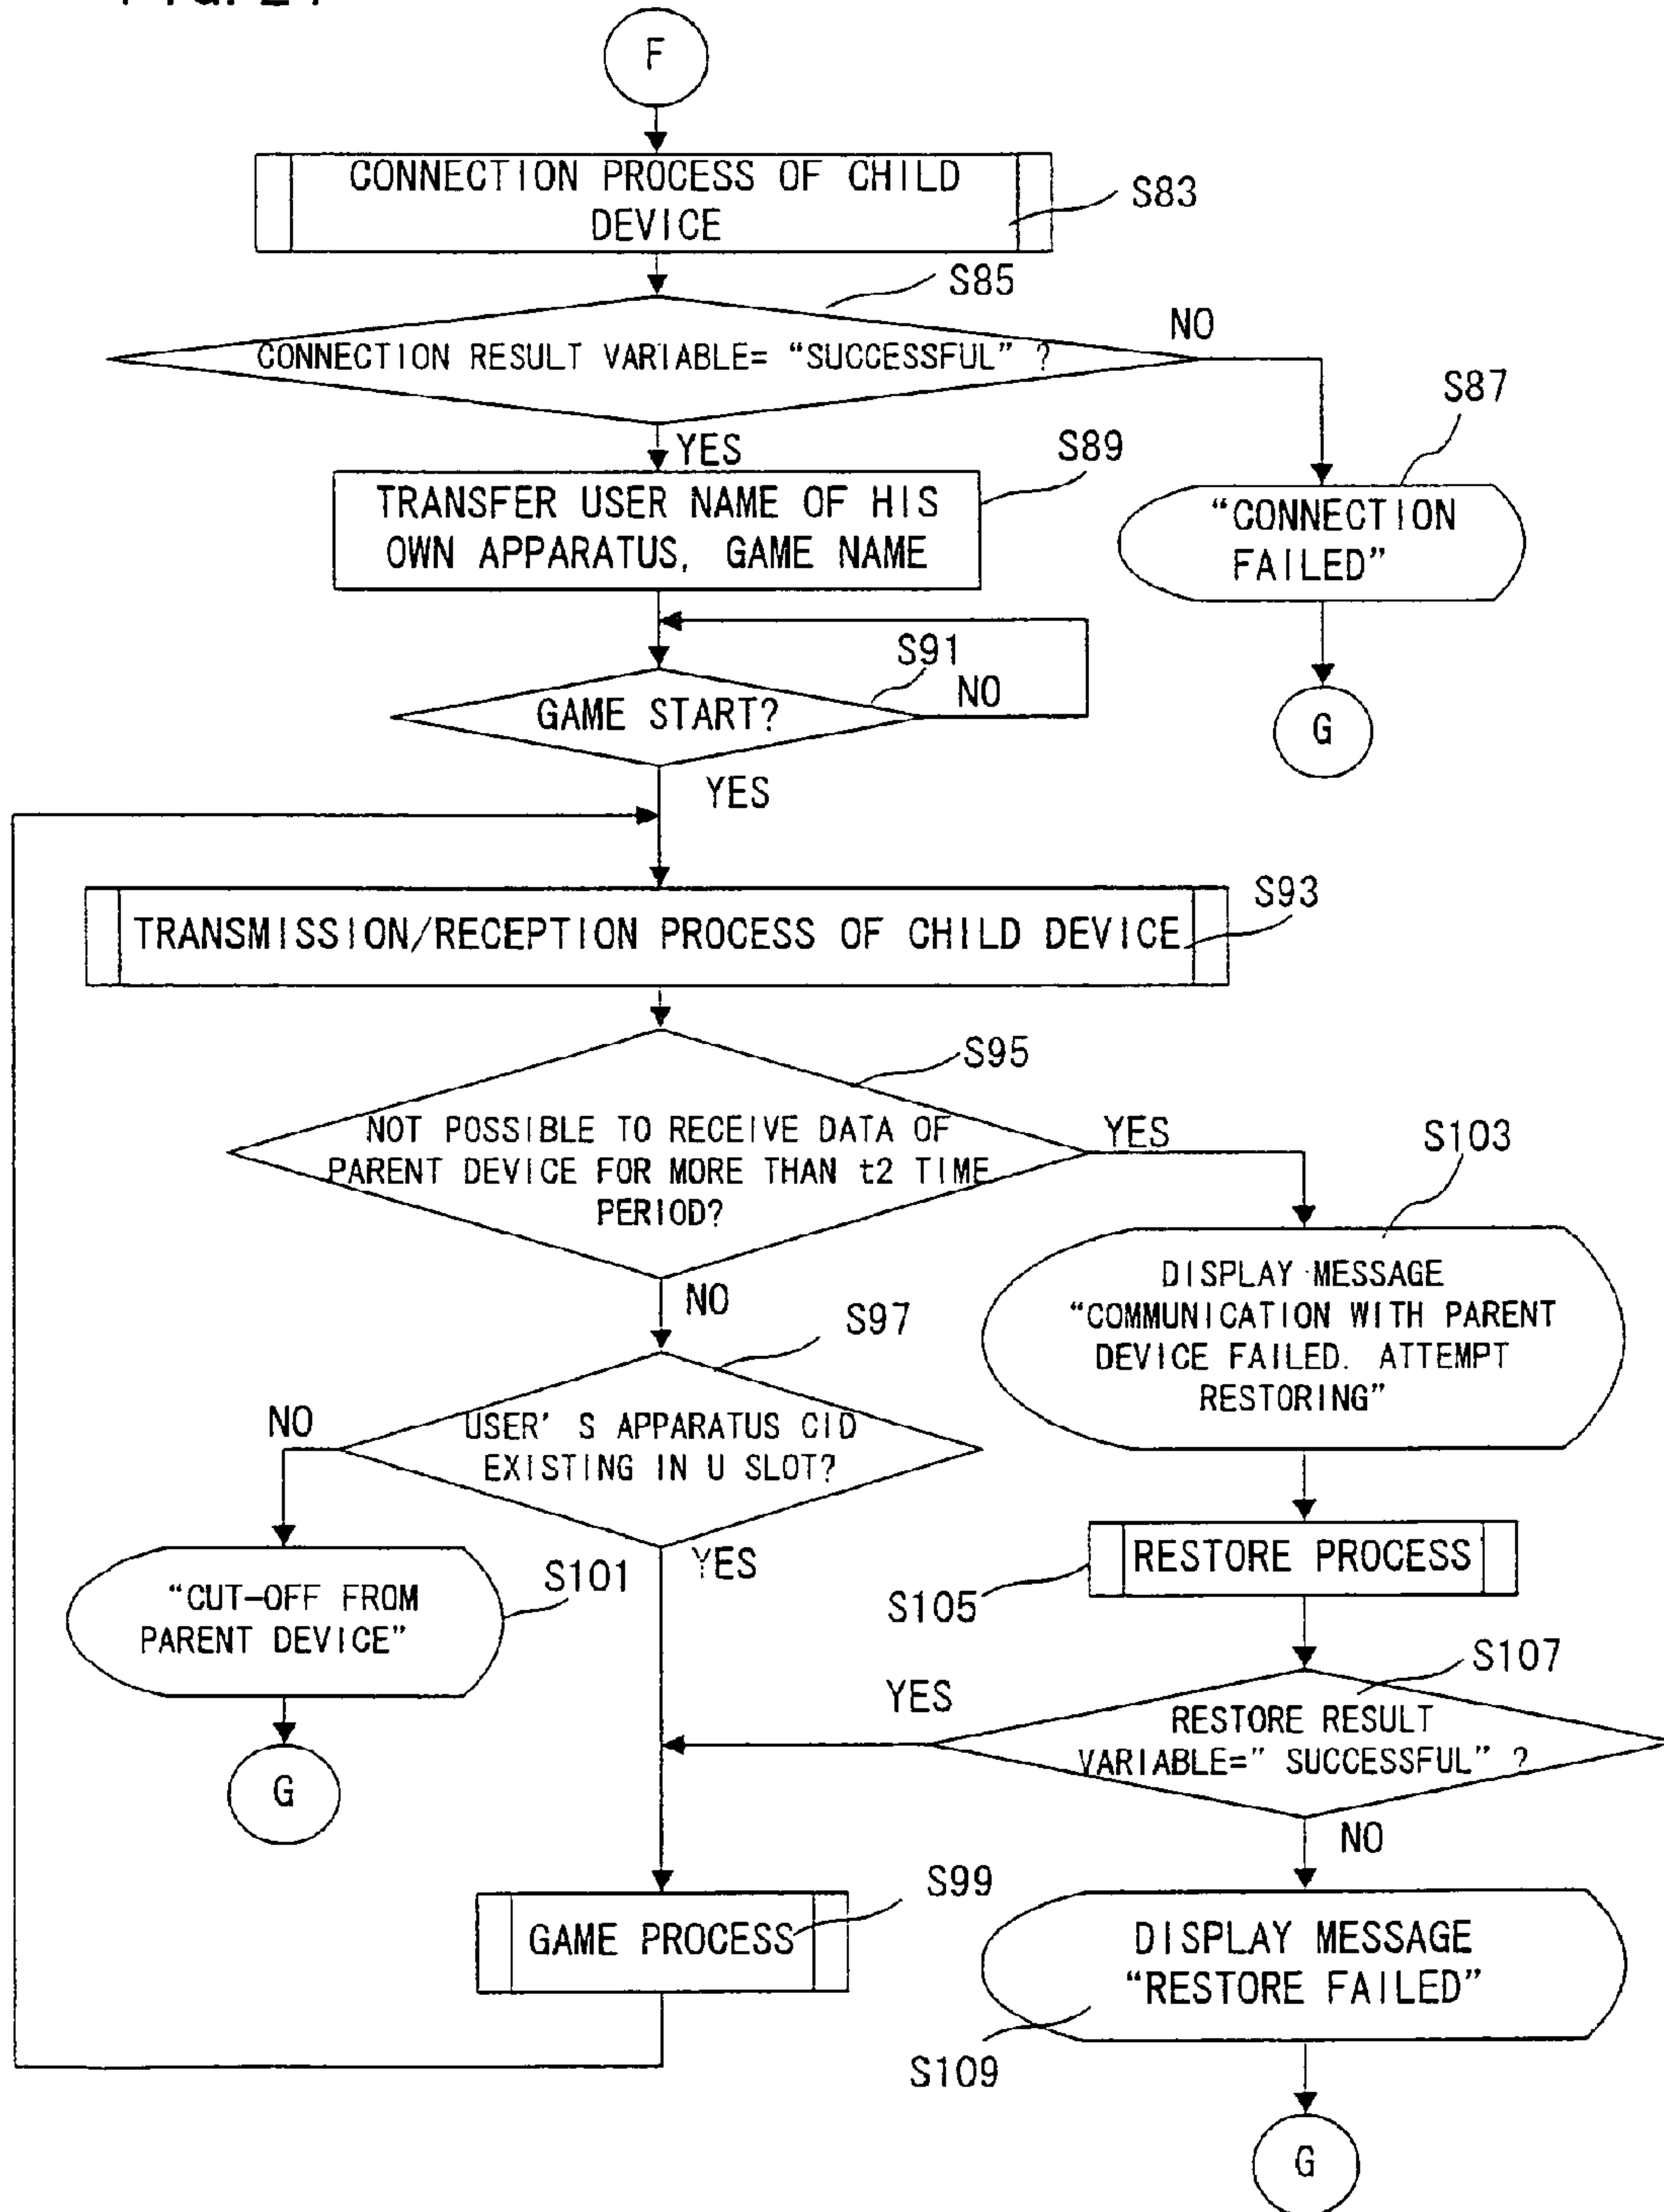 F
CONNECTION PROCESS OF CHILD
DEVICE
S83
S85
CONNECTION RESULT VARIABLE= “SUCCESSFUL” ?
NO
YES
S87
“CONNECTION
FAILED”
G
S89
TRANSFER USER NAME OF HIS
OWN APPARATUS, GAME NAME
S91
GAME START?
NO
YES
S93
TRANSMISSION/RECEPTION PROCESS OF CHILD DEVICE
S95
NOT POSSIBLE TO RECEIVE DATA OF
PARENT DEVICE FOR MORE THAN t2 TIME
PERIOD?
YES
NO
S103
DISPLAY MESSAGE
“COMMUNICATION WITH PARENT
DEVICE FAILED. ATTEMPT
RESTORING”
S97
USER' S APPARATUS CID
EXISTING IN U SLOT?
NO
YES
S101
“CUT-OFF FROM
PARENT DEVICE”
G
RESTORE PROCESS
S105
S107
RESTORE RESULT
VARIABLE=” SUCCESSFUL” ?
YES
NO
S99
GAME PROCESS
DISPLAY MESSAGE
“RESTORE FAILED”
S109
G